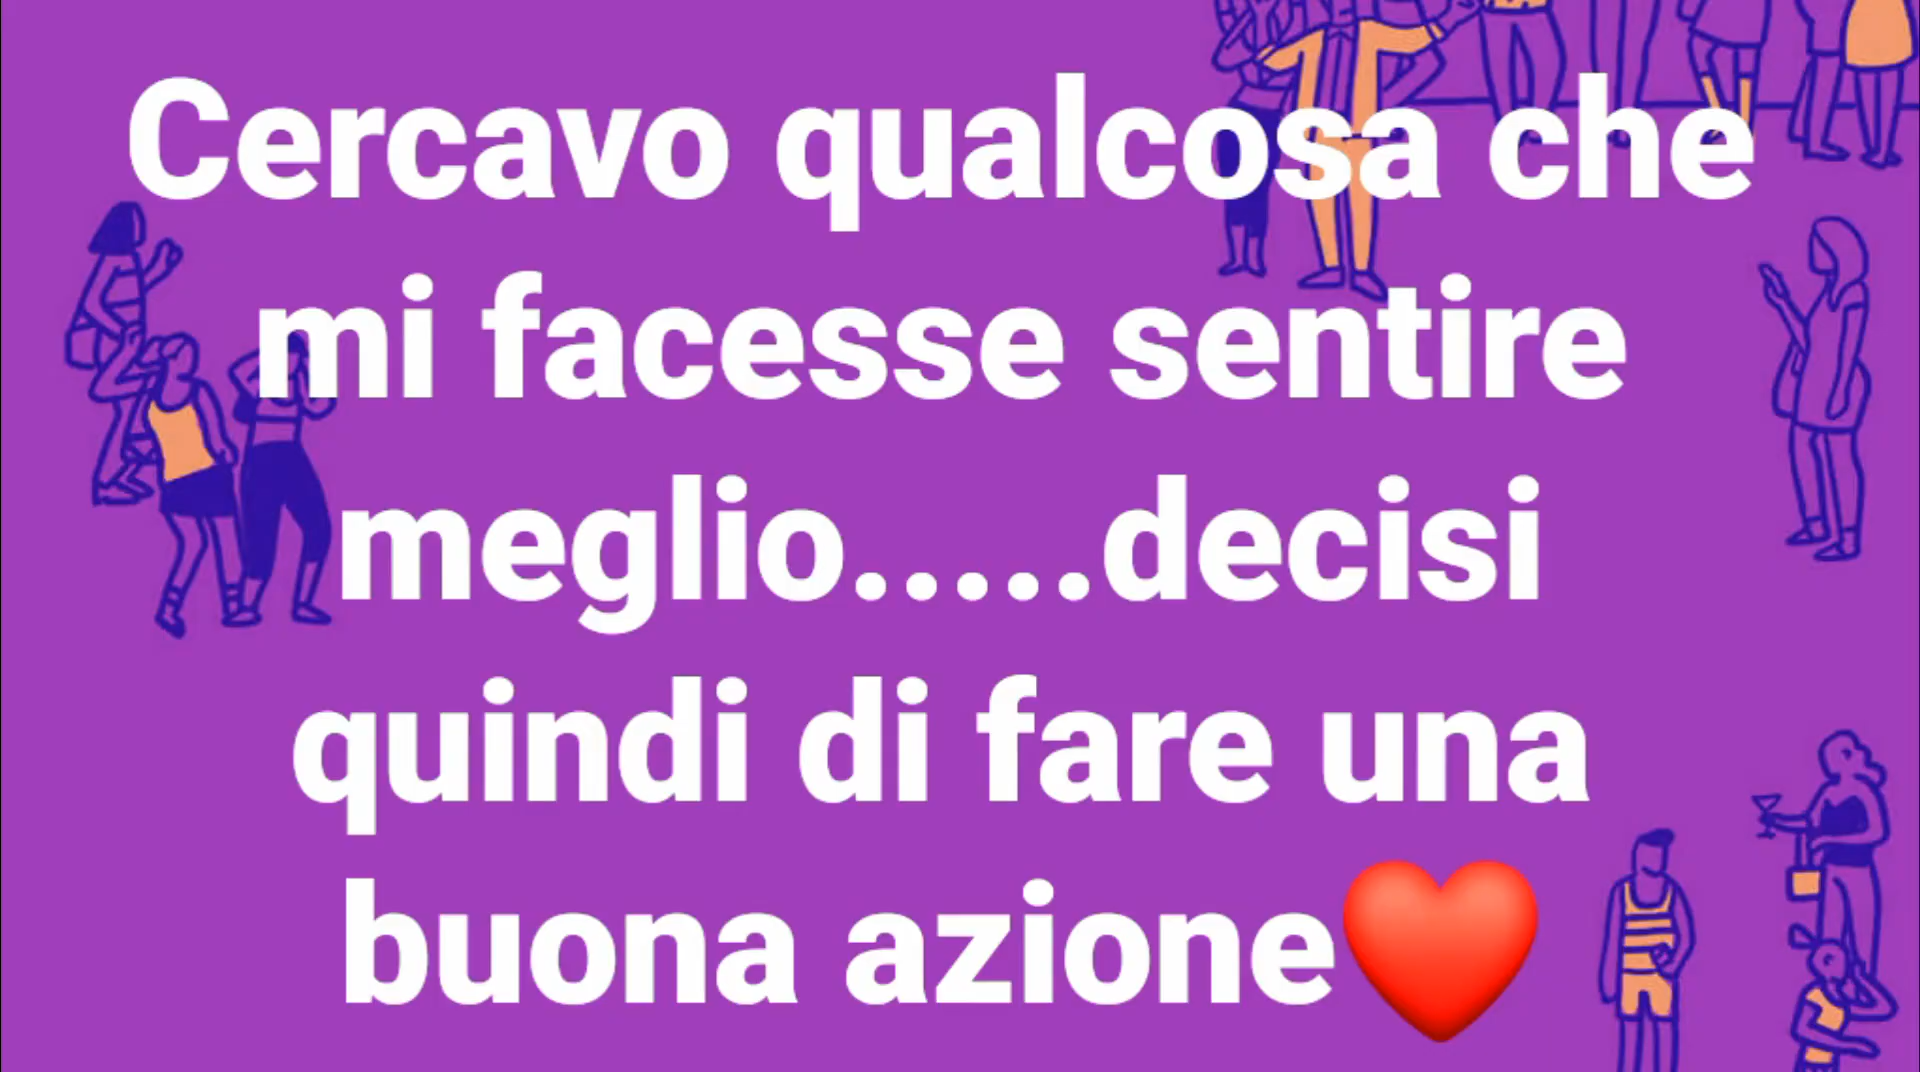 Cercavo qualcosa che
mi facesse sentire
meglio.....decisi
quindi di fare una
buona azione❤️